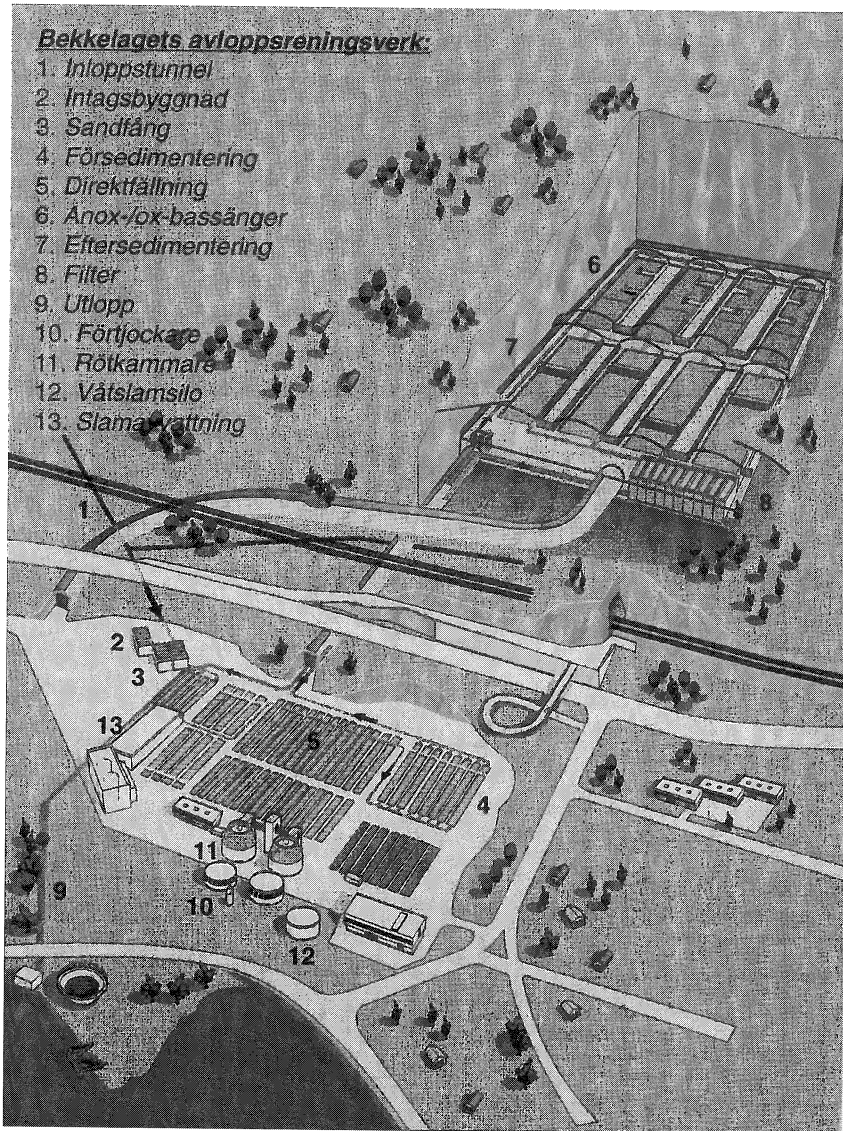 Bekkelagets avloppsreningsverk:
1. Inloppstunnel
2. Intagsbyggnad
3. Sandfång
4. Försedimentering
5. Direktfällning
6. Anox-/ox-bassänger
7. Eftersedimentering
8. Filter
9. Utlopp
10. Förtjockare
11. Rötkammare
12. Våtslamsilo
13. Slamavvattning
6
7
1
8
2
3
13
5
4
11
9
10
12